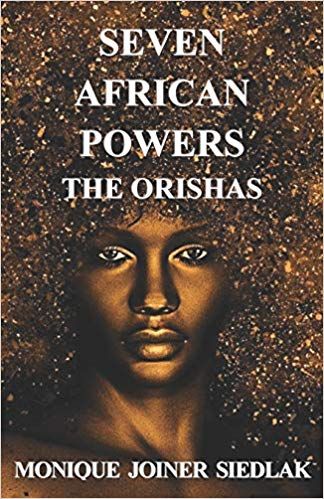 SEVEN
AFRICAN
POWERS
THE ORISHAS
MONIQUE JOINER SIEDLAK